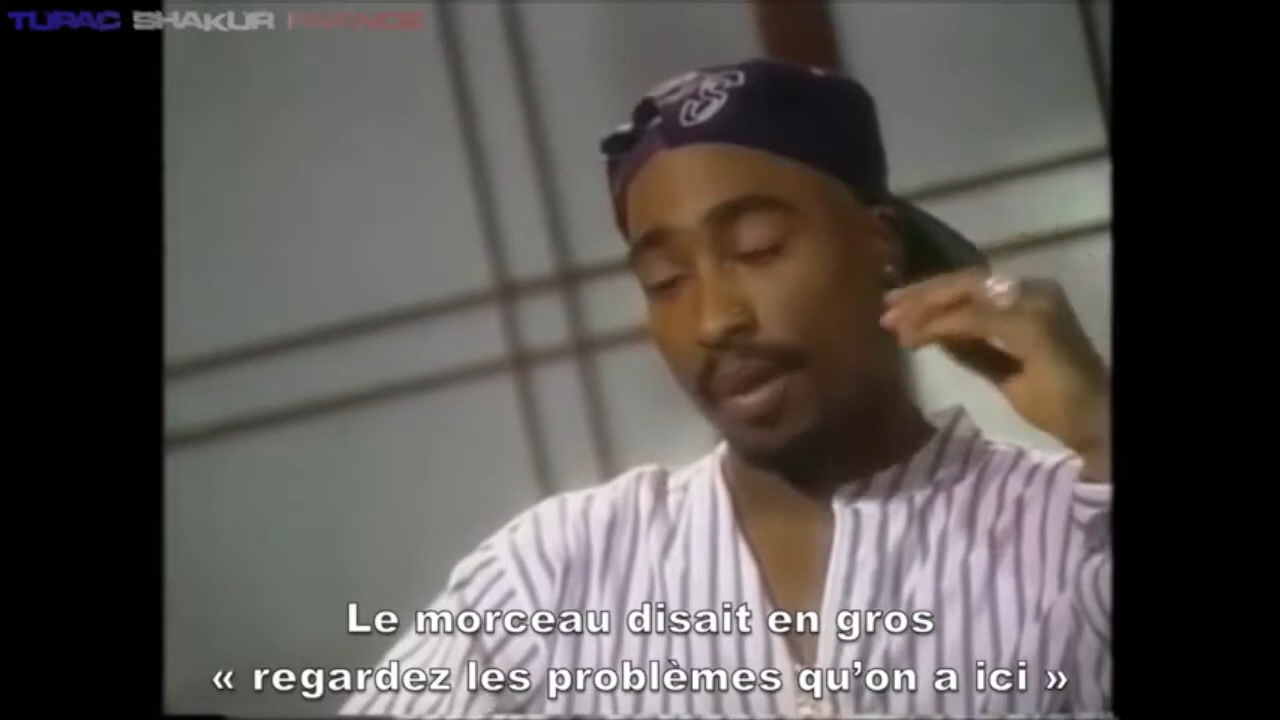 TUPAC SHAKUR FRANCE
Le morceau disait en gros
« regardez les problèmes qu’on a ici »